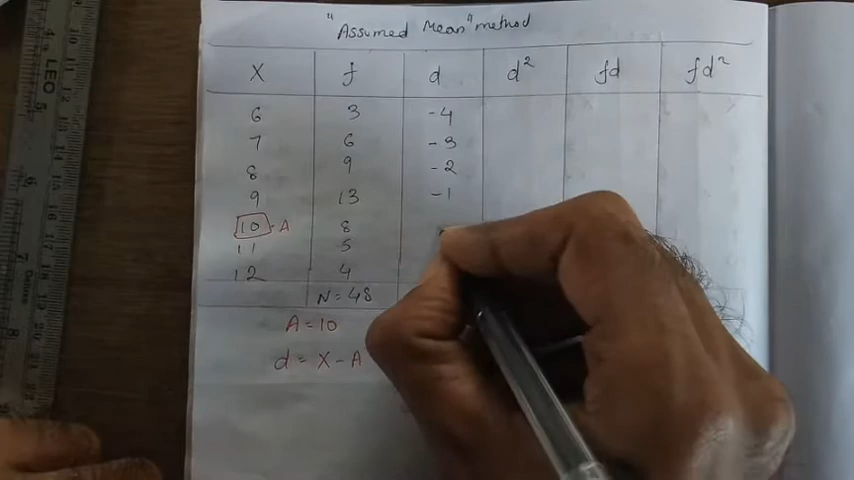 "Assumed Mean" method
X f d d² fd fd²
6 3 -4
7 6 -3
8 9 -2
9 13 -1
10 -A 8
11 5
12 4
N = 48
A = 10
d = X - A